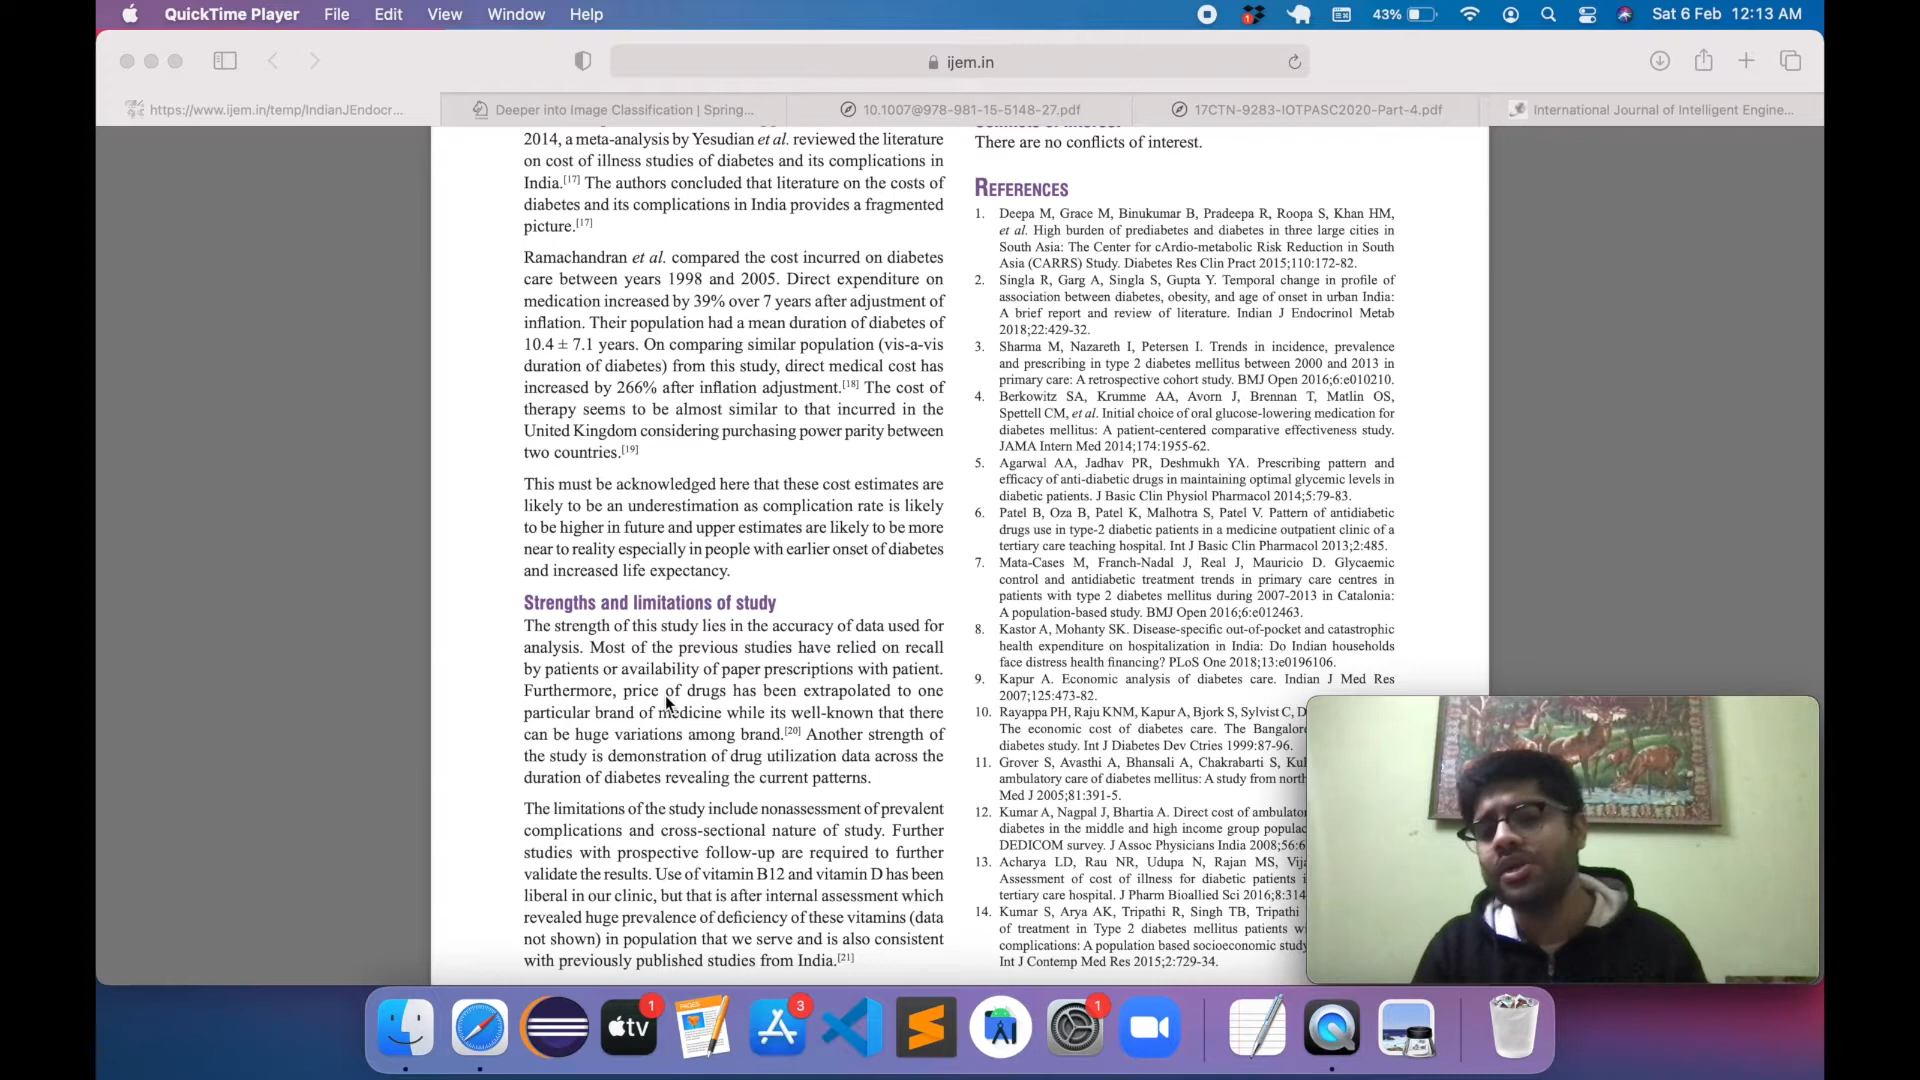 QuickTime Player File Edit View Window Help
1
43%
Sat 6 Feb 12:13 AM
ijem.in
https://www.ijem.in/temp/IndianJEndocr...
Deeper into Image Classification | Spring...
10.1007@978-981-15-5148-27.pdf
17CTN-9283-IOTPASC2020-Part-4.pdf
International Journal of Intelligent Engine...
2014, a meta-analysis by Yesudian et al. reviewed the literature
on cost of illness studies of diabetes and its complications in
India.[17] The authors concluded that literature on the costs of
diabetes and its complications in India provides a fragmented
picture.[17]
Ramachandran et al. compared the cost incurred on diabetes
care between years 1998 and 2005. Direct expenditure on
medication increased by 39% over 7 years after adjustment of
inflation. Their population had a mean duration of diabetes of
10.4 ± 7.1 years. On comparing similar population (vis-a-vis
duration of diabetes) from this study, direct medical cost has
increased by 266% after inflation adjustment.[18] The cost of
therapy seems to be almost similar to that incurred in the
United Kingdom considering purchasing power parity between
two countries.[19]
This must be acknowledged here that these cost estimates are
likely to be an underestimation as complication rate is likely
to be higher in future and upper estimates are likely to be more
near to reality especially in people with earlier onset of diabetes
and increased life expectancy.
Strengths and limitations of study
The strength of this study lies in the accuracy of data used for
analysis. Most of the previous studies have relied on recall
by patients or availability of paper prescriptions with patient.
Furthermore, price of drugs has been extrapolated to one
particular brand of medicine while its well-known that there
can be huge variations among brand.[20] Another strength of
the study is demonstration of drug utilization data across the
duration of diabetes revealing the current patterns.
The limitations of the study include nonassessment of prevalent
complications and cross-sectional nature of study. Further
studies with prospective follow-up are required to further
validate the results. Use of vitamin B12 and vitamin D has been
liberal in our clinic, but that is after internal assessment which
revealed huge prevalence of deficiency of these vitamins (data
not shown) in population that we serve and is also consistent
with previously published studies from India.[21]
There are no conflicts of interest.
REFERENCES
1. Deepa M, Grace M, Binukumar B, Pradeepa R, Roopa S, Khan HM,
et al. High burden of prediabetes and diabetes in three large cities in
South Asia: The Center for cArdio-metabolic Risk Reduction in South
Asia (CARRS) Study. Diabetes Res Clin Pract 2015;110:172-82.
2. Singla R, Garg A, Singla S, Gupta Y. Temporal change in profile of
association between diabetes, obesity, and age of onset in urban India:
A brief report and review of literature. Indian J Endocrinol Metab
2018;22:429-32.
3. Sharma M, Nazareth I, Petersen I. Trends in incidence, prevalence
and prescribing in type 2 diabetes mellitus between 2000 and 2013 in
primary care: A retrospective cohort study. BMJ Open 2016;6:e010210.
4. Berkowitz SA, Krumme AA, Avorn J, Brennan T, Matlin OS,
Spettell CM, et al. Initial choice of oral glucose-lowering medication for
diabetes mellitus: A patient-centered comparative effectiveness study.
JAMA Intern Med 2014;174:1955-62.
5. Agarwal AA, Jadhav PR, Deshmukh YA. Prescribing pattern and
efficacy of anti-diabetic drugs in maintaining optimal glycemic levels in
diabetic patients. J Basic Clin Physiol Pharmacol 2014;5:79-83.
6. Patel B, Oza B, Patel K, Malhotra S, Patel V. Pattern of antidiabetic
drugs use in type-2 diabetic patients in a medicine outpatient clinic of a
tertiary care teaching hospital. Int J Basic Clin Pharmacol 2013;2:485.
7. Mata-Cases M, Franch-Nadal J, Real J, Mauricio D. Glycaemic
control and antidiabetic treatment trends in primary care centres in
patients with type 2 diabetes mellitus during 2007-2013 in Catalonia:
A population-based study. BMJ Open 2016;6:e012463.
8. Kastor A, Mohanty SK. Disease-specific out-of-pocket and catastrophic
health expenditure on hospitalization in India: Do Indian households
face distress health financing? PLoS One 2018;13:e0196106.
9. Kapur A. Economic analysis of diabetes care. Indian J Med Res
2007;125:473-82.
10. Rayappa PH, Raju KNM, Kapur A, Bjork S, Sylvist C, D
The economic cost of diabetes care. The Bangalor
diabetes study. Int J Diabetes Dev Ctries 1999:87-96.
11. Grover S, Avasthi A, Bhansali A, Chakrabarti S, Kul
ambulatory care of diabetes mellitus: A study from nort
Med J 2005;81:391-5.
12. Kumar A, Nagpal J, Bhartia A. Direct cost of ambulator
diabetes in the middle and high income group populac
DEDICOM survey. J Assoc Physicians India 2008;56:6
13. Acharya LD, Rau NR, Udupa N, Rajan MS, Vij
Assessment of cost of illness for diabetic patients i
tertiary care hospital. J Pharm Bioallied Sci 2016;8:314
14. Kumar S, Arya AK, Tripathi R, Singh TB, Tripathi
of treatment in Type 2 diabetes mellitus patients wi
complications: A population based socioeconomic study
Int J Contemp Med Res 2015;2:729-34.
tv 1
PAGES
3
1